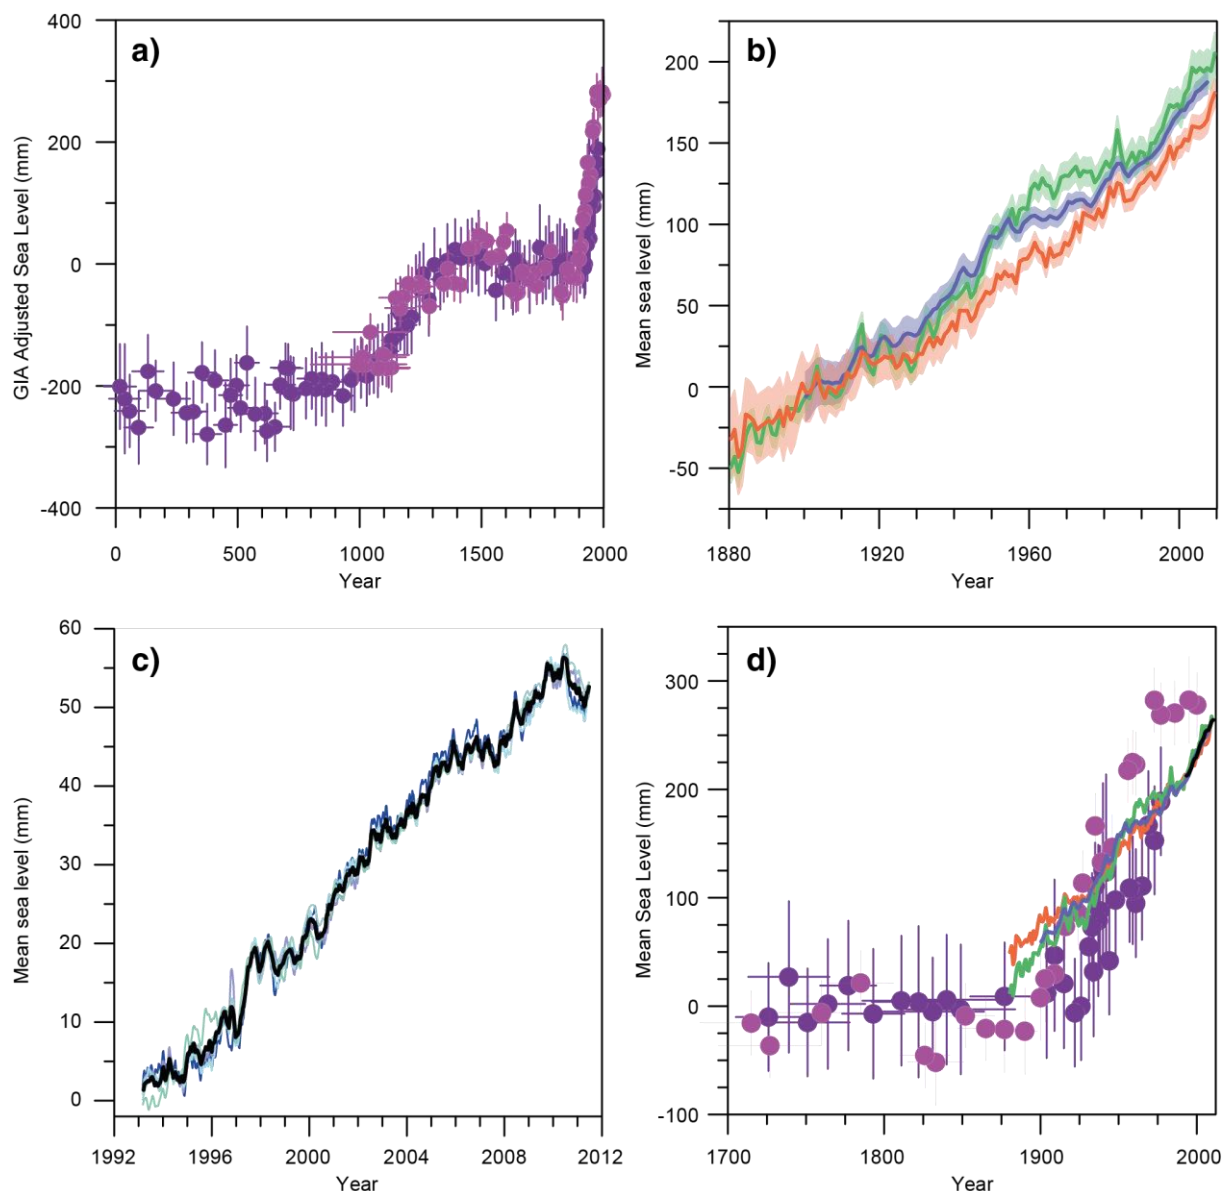 a)
GIA Adjusted Sea Level (mm)
400
200
0
-200
-400
0 500 1000 1500 2000
Year
b)
Mean sea level (mm)
200
150
100
50
0
-50
1880 1920 1960 2000
Year
c)
Mean sea level (mm)
60
50
40
30
20
10
0
1992 1996 2000 2004 2008 2012
Year
d)
Mean Sea Level (mm)
300
200
100
0
-100
1700 1800 1900 2000
Year